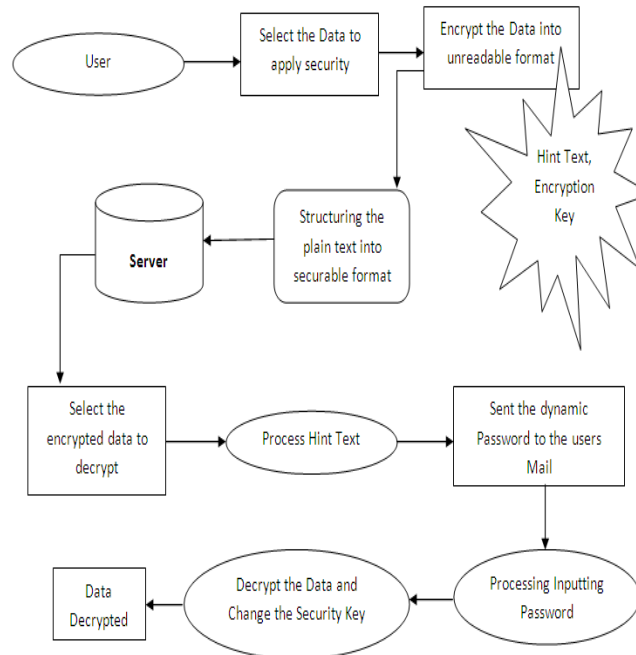 User
Select the Data to
apply security
Encrypt the Data into
unreadable format
Hint Text,
Encryption
Key
Server
Structuring the
plain text into
securable format
Select the
encrypted data to
decrypt
Process Hint Text
Sent the dynamic
Password to the users
Mail
Processing Inputting
Password
Decrypt the Data and
Change the Security Key
Data
Decrypted